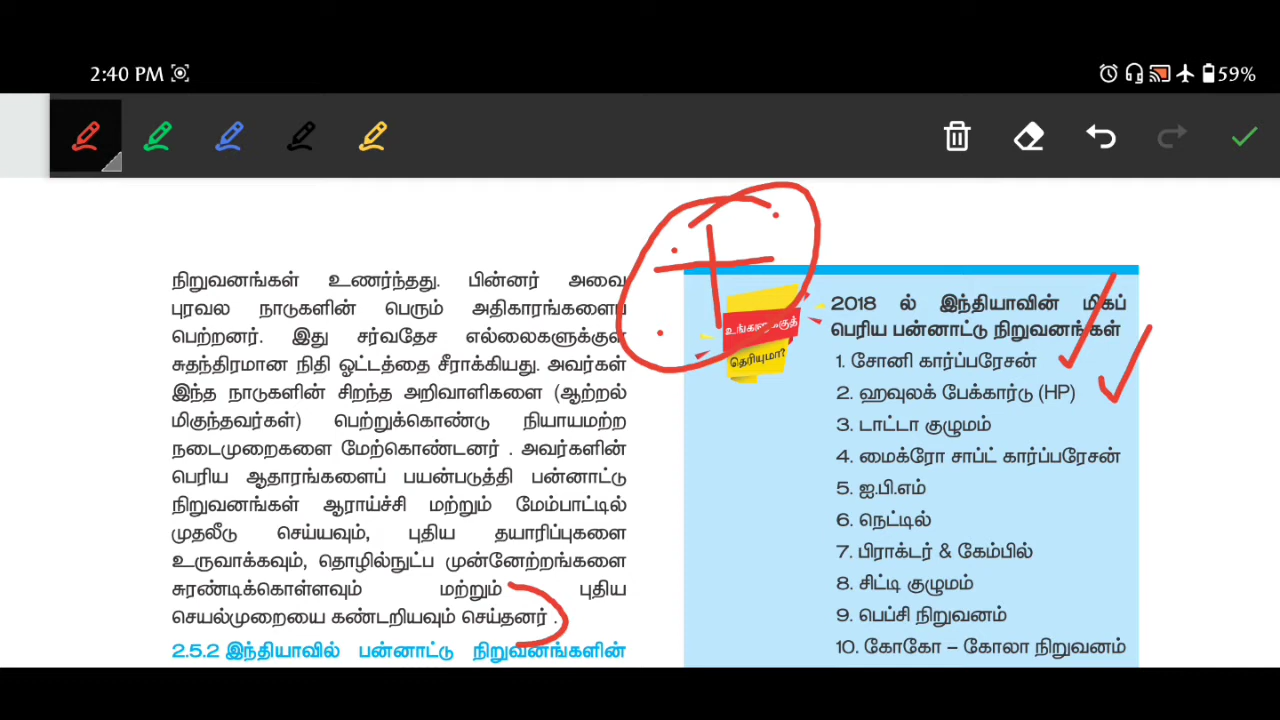 2:40 PM
59%
நிறுவனங்கள் உணர்ந்தது. பின்னர் அவை
புரவல நாடுகளின் பெரும் அதிகாரங்களைப்
பெற்றனர். இது சர்வதேச எல்லைகளுக்குள்
சுதந்திரமான நிதி ஓட்டத்தை சீராக்கியது. அவர்கள்
இந்த நாடுகளின் சிறந்த அறிவாளிகளை (ஆற்றல்
மிகுந்தவர்கள்) பெற்றுக்கொண்டு நியாயமற்ற
நடைமுறைகளை மேற்கொண்டனர் . அவர்களின்
பெரிய ஆதாரங்களைப் பயன்படுத்தி பன்னாட்டு
நிறுவனங்கள் ஆராய்ச்சி மற்றும் மேம்பாட்டில்
முதலீடு செய்யவும், புதிய தயாரிப்புகளை
உருவாக்கவும், தொழில்நுட்ப முன்னேற்றங்களை
சுரண்டிக்கொள்ளவும் மற்றும் புதிய
செயல்முறையை கண்டறியவும் செய்தனர் .
2.5.2 இந்தியாவில் பன்னாட்டு நிறுவனங்களின்
உங்களுக்குத்
தெரியுமா?
2018 ல் இந்தியாவின் மிகப்
பெரிய பன்னாட்டு நிறுவனங்கள்
1. சோனி கார்ப்பரேசன்
2. ஹவுலக் பேக்கார்டு (HP)
3. டாட்டா குழுமம்
4. மைக்ரோ சாப்ட் கார்ப்பரேசன்
5. ஐ.பி.எம்
6. நெட்டில்
7. பிராக்டர் & கேம்பில்
8. சிட்டி குழுமம்
9. பெப்சி நிறுவனம்
10. கோகோ – கோலா நிறுவனம்